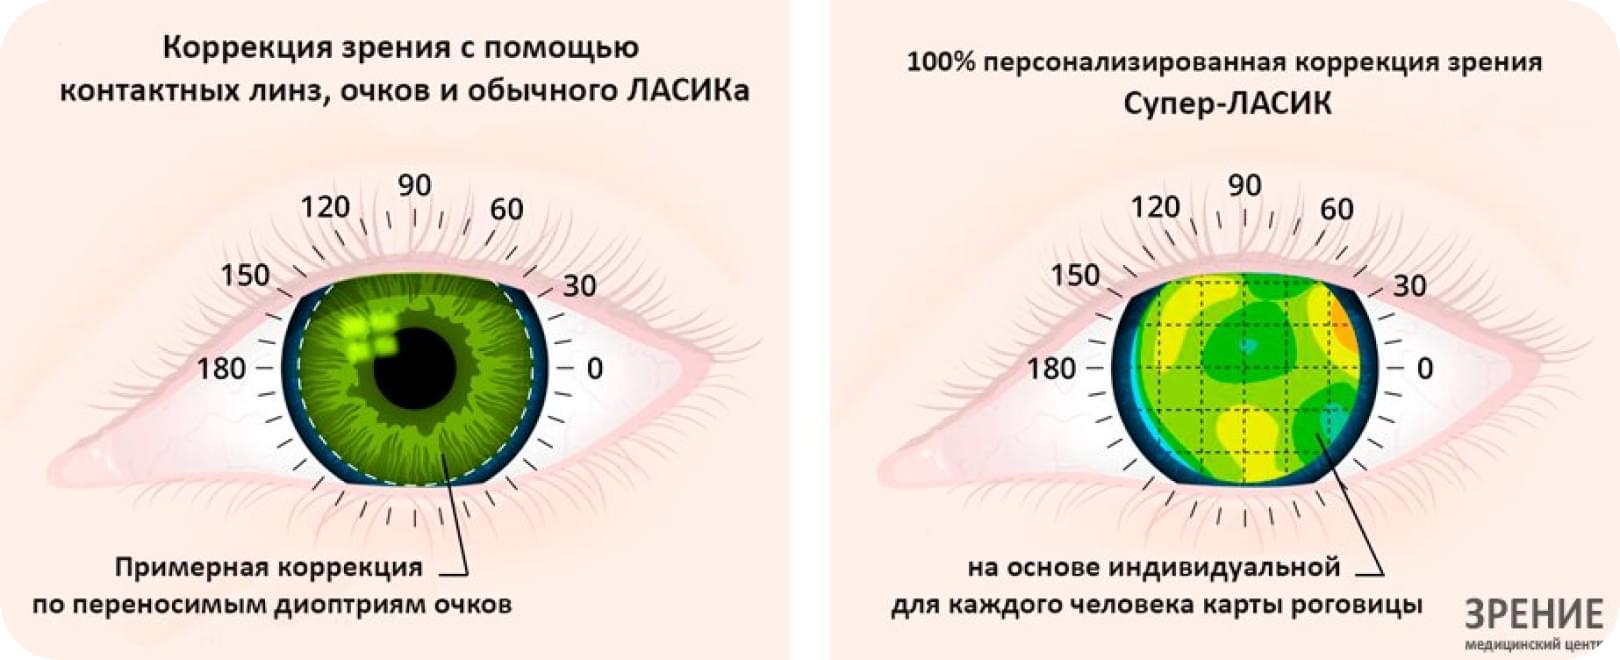 Коррекция зрения с помощью
контактных линз, очков и обычного ЛАСИКа
90
120
60
150
30
180
0
Примерная коррекция
по переносимым диоптриям очков
100% персонализированная коррекция зрения
Супер-ЛАСИК
90
120
60
150
30
180
0
на основе индивидуальной
для каждого человека карты роговицы
ЗРЕНИЕ
медицинский центр